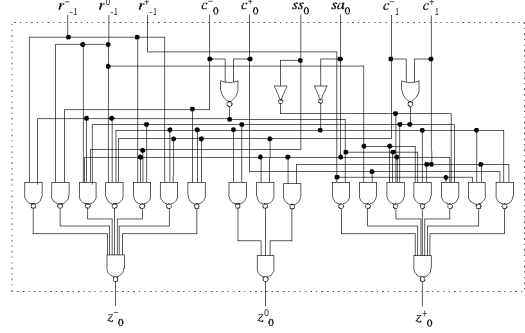 r⁻₋₁ r⁰₋₁ r⁺₋₁ c⁻₀ c⁺₀ ss₀ sa₀ c⁻₁ c⁺₁
z⁻₀ z⁰₀ z⁺₀